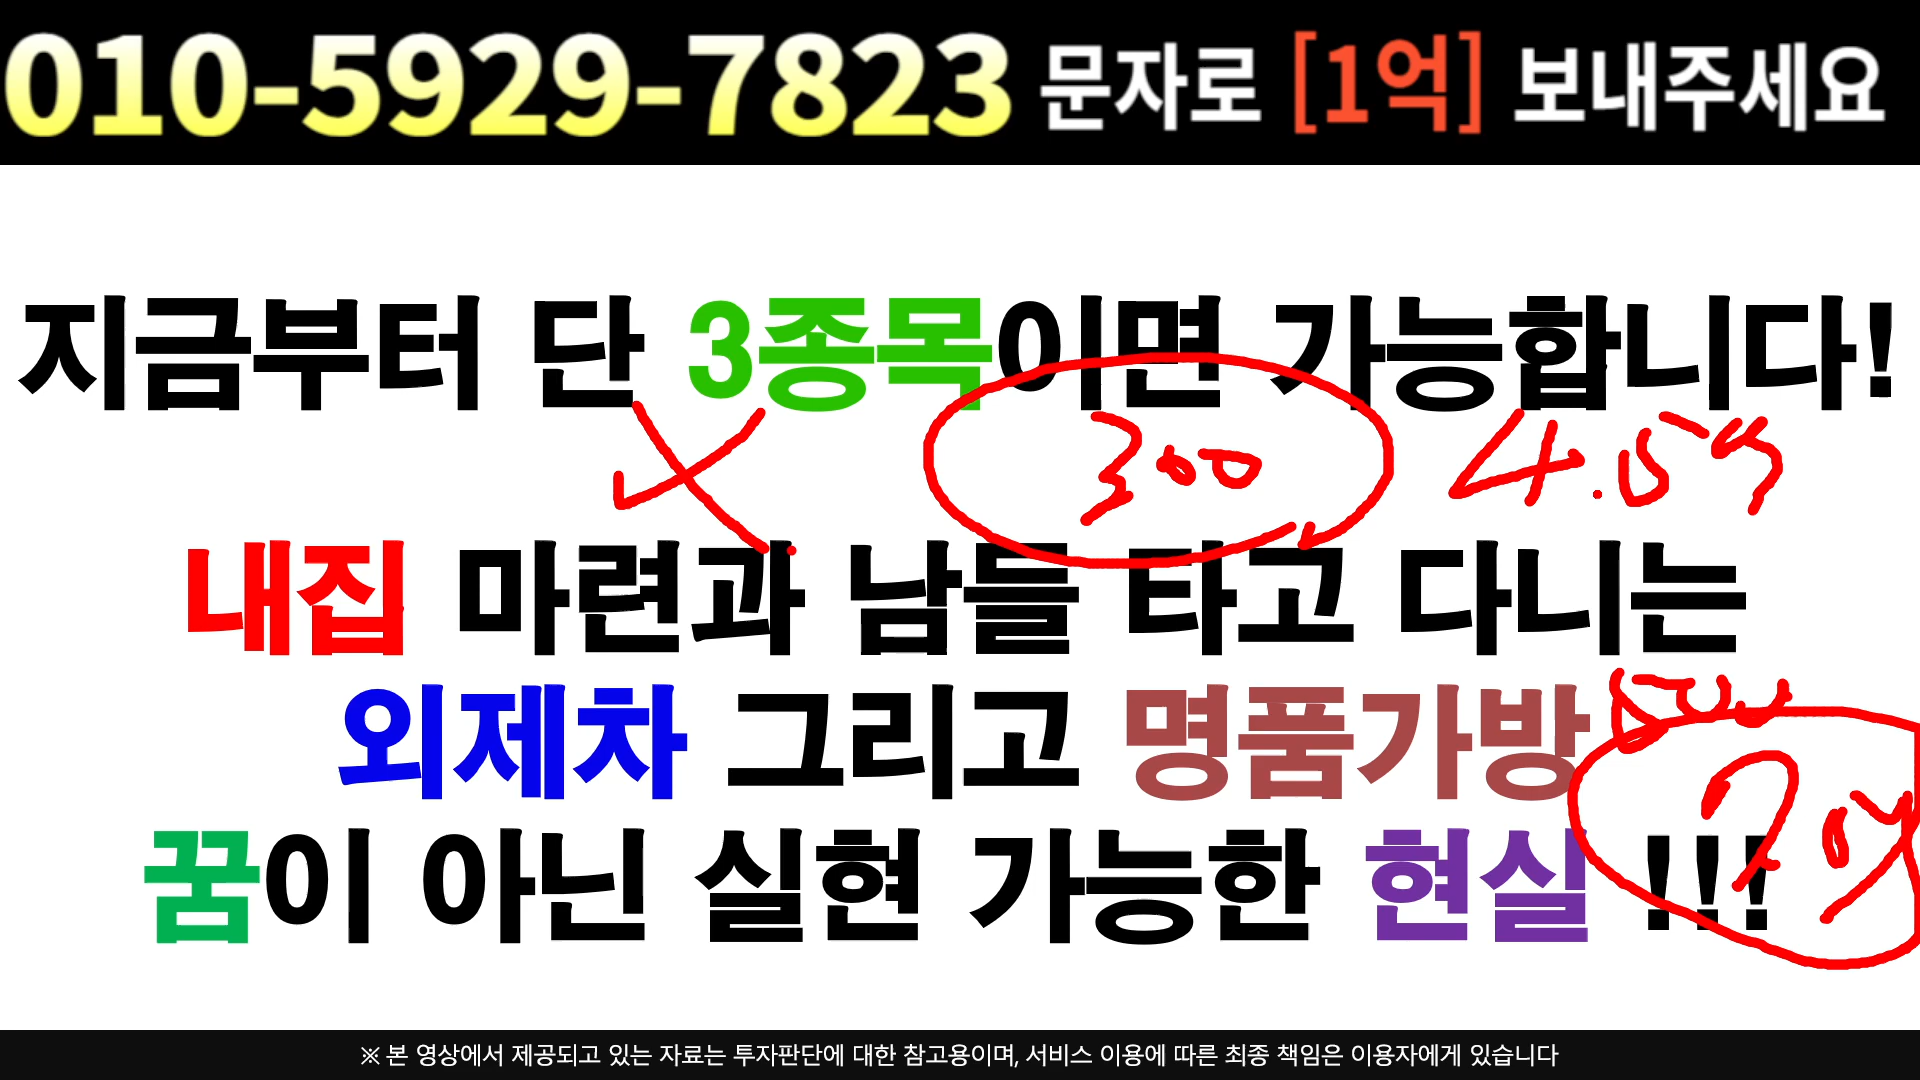 010-5929-7823 문자로 [1억] 보내주세요
지금부터 단 3종목이면 가능합니다!
300 4.5억
내집 마련과 남들 타고 다니는
외제차 그리고 명품가방
500
꿈이 아닌 실현 가능한 현실 !!!
※ 본 영상에서 제공되고 있는 자료는 투자판단에 대한 참고용이며, 서비스 이용에 따른 최종 책임은 이용자에게 있습니다